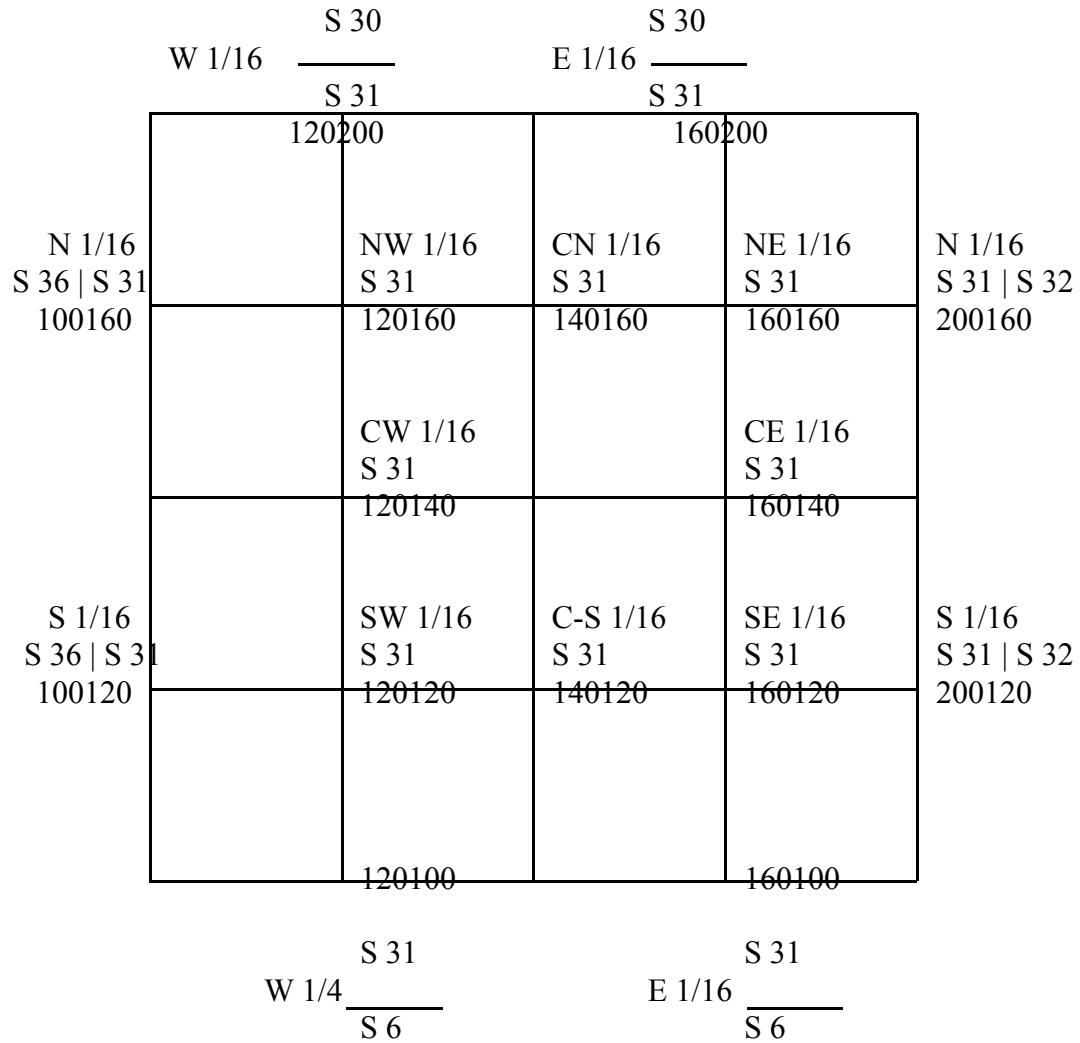 S 30 S 30
W 1/16 E 1/16
S 31 S 31
120200 160200
N 1/16 NW 1/16 CN 1/16 NE 1/16 N 1/16
S 36 | S 31 S 31 S 31 S 31 S 31 | S 32
100160 120160 140160 160160 200160
CW 1/16 CE 1/16
S 31 S 31
120140 160140
S 1/16 SW 1/16 C-S 1/16 SE 1/16 S 1/16
S 36 | S 31 S 31 S 31 S 31 S 31 | S 32
100120 120120 140120 160120 200120
120100 160100
S 31 S 31
W 1/4 E 1/16
S 6 S 6